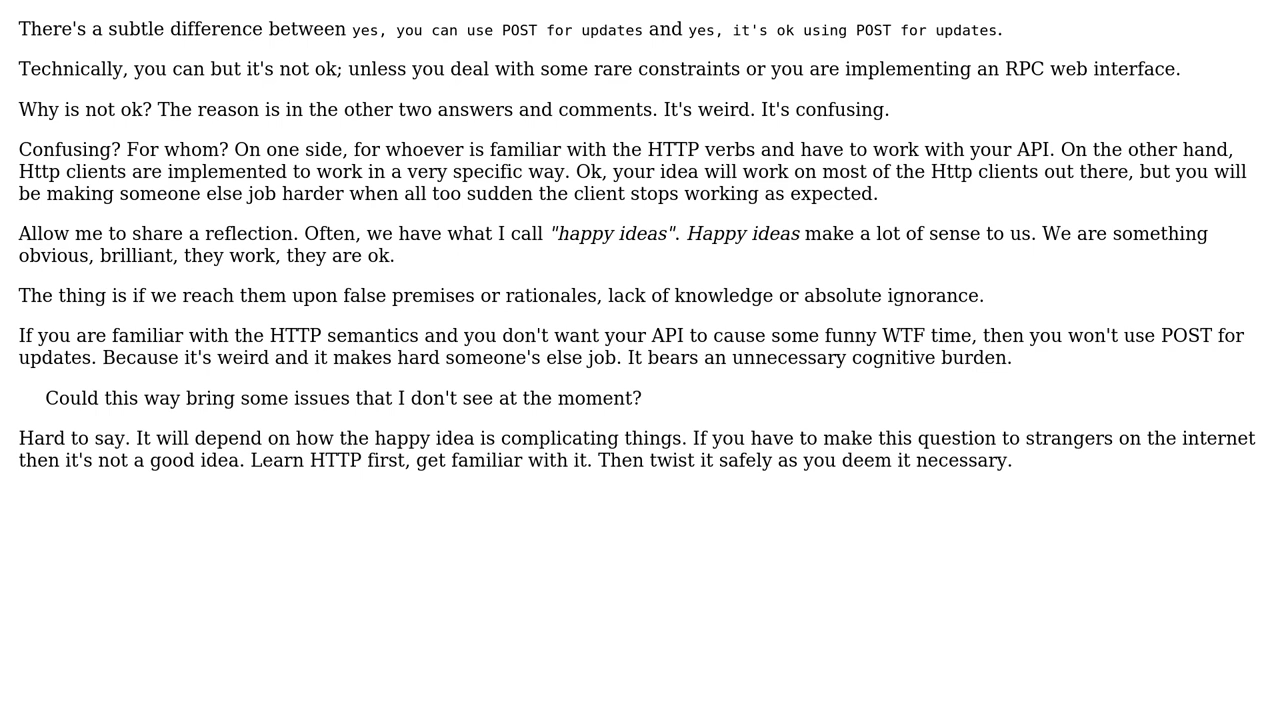 There's a subtle difference between yes, you can use POST for updates and yes, it's ok using POST for updates.
Technically, you can but it's not ok; unless you deal with some rare constraints or you are implementing an RPC web interface.
Why is not ok? The reason is in the other two answers and comments. It's weird. It's confusing.
Confusing? For whom? On one side, for whoever is familiar with the HTTP verbs and have to work with your API. On the other hand,
Http clients are implemented to work in a very specific way. Ok, your idea will work on most of the Http clients out there, but you will
be making someone else job harder when all too sudden the client stops working as expected.
Allow me to share a reflection. Often, we have what I call "happy ideas". Happy ideas make a lot of sense to us. We are something
obvious, brilliant, they work, they are ok.
The thing is if we reach them upon false premises or rationales, lack of knowledge or absolute ignorance.
If you are familiar with the HTTP semantics and you don't want your API to cause some funny WTF time, then you won't use POST for
updates. Because it's weird and it makes hard someone's else job. It bears an unnecessary cognitive burden.
Could this way bring some issues that I don't see at the moment?
Hard to say. It will depend on how the happy idea is complicating things. If you have to make this question to strangers on the internet
then it's not a good idea. Learn HTTP first, get familiar with it. Then twist it safely as you deem it necessary.